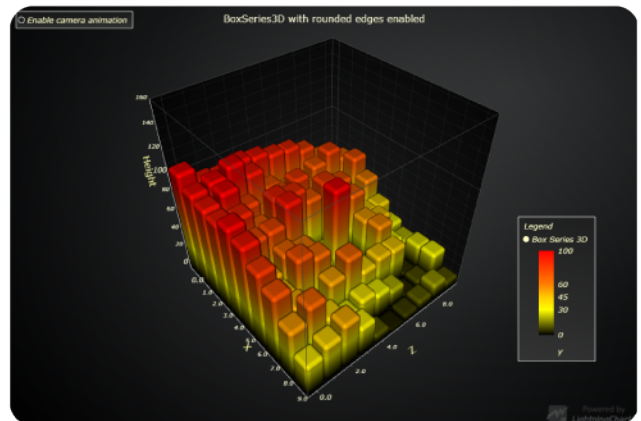 Enable camera animation
BoxSeries3D with rounded edges enabled
160
140
120
100
80
60
40
20
0
Height
0.0
1.0
2.0
3.0
4.0
5.0
6.0
7.0
8.0
9.0
X
0.0
2.0
4.0
6.0
8.0
Z
Legend
Box Series 3D
100
60
45
30
0
Y
Powered by
LightningChart